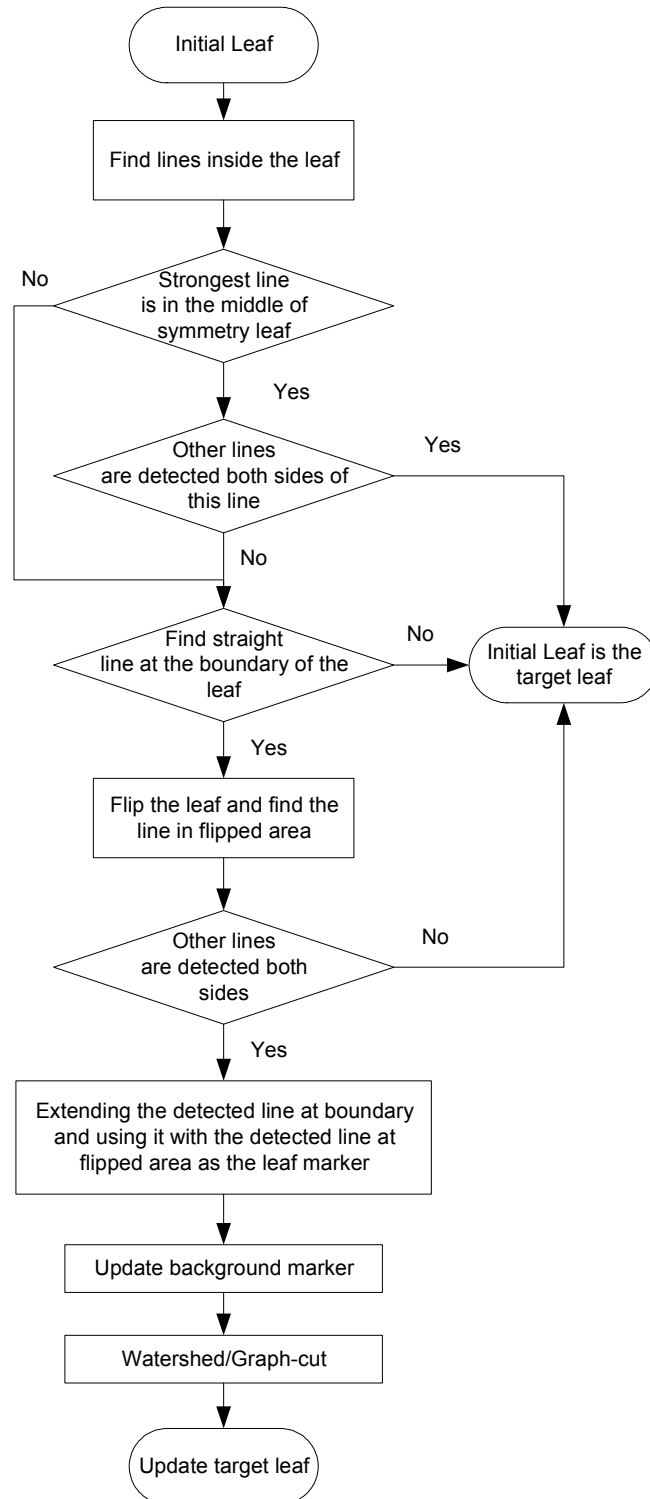 Initial Leaf
Find lines inside the leaf
No
Strongest line
is in the middle of
symmetry leaf
Yes
Other lines
are detected both sides of
this line
Yes
No
Find straight
line at the boundary of the
leaf
No
Initial Leaf is the
target leaf
Yes
Flip the leaf and find the
line in flipped area
Other lines
are detected both
sides
No
Yes
Extending the detected line at boundary
and using it with the detected line at
flipped area as the leaf marker
Update background marker
Watershed/Graph-cut
Update target leaf